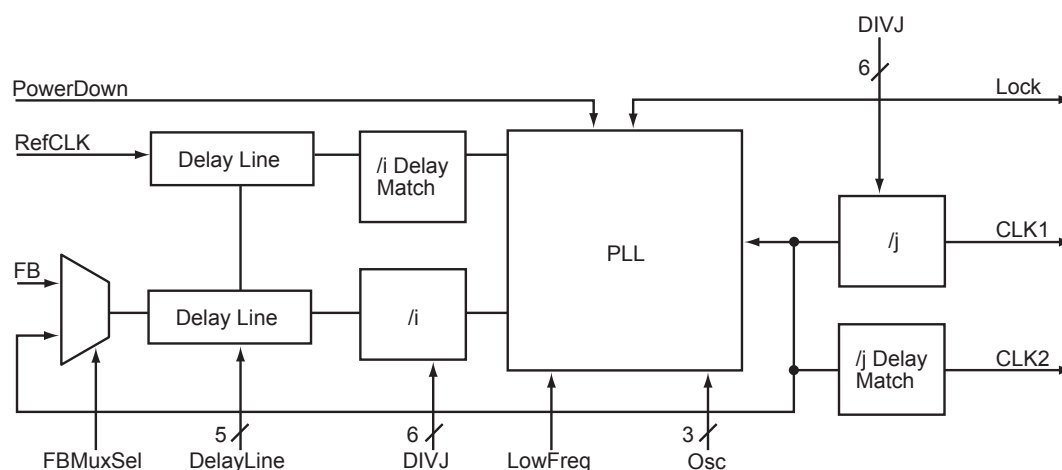 DIVJ
6
PowerDown
Lock
RefCLK
Delay Line
/i Delay
Match
/j
CLK1
PLL
FB
Delay Line
/i
/j Delay
Match
CLK2
5
6
3
FBMuxSel
DelayLine
DIVJ
LowFreq
Osc